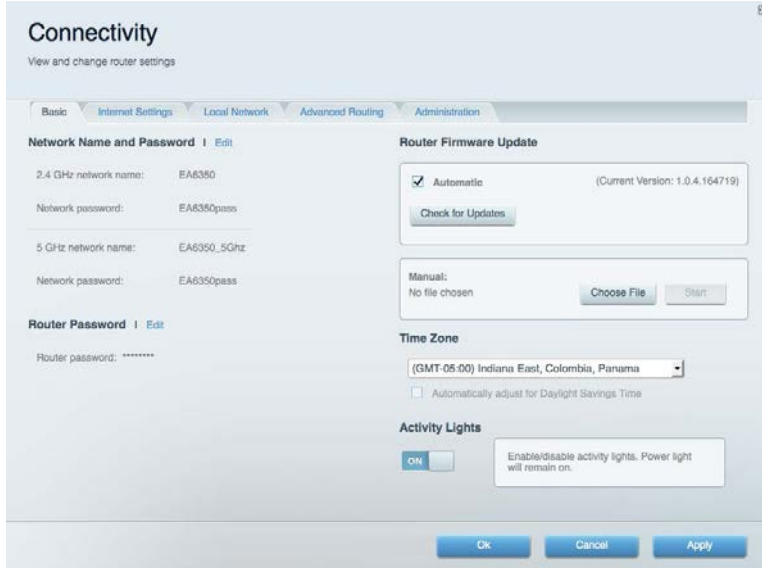 Connectivity
View and change router settings
Basic
Internet Settings
Local Network
Advanced Routing
Administration
Network Name and Password | Edit
2.4 GHz network name: EA6350
Network password: EA6350pass
5 GHz network name: EA6350_5Ghz
Network password: EA6350pass
Router Password | Edit
Router password: ********
Router Firmware Update
Automatic (Current Version: 1.0.4.164719)
Check for Updates
Manual:
No file chosen
Choose File
Start
Time Zone
(GMT-05:00) Indiana East, Colombia, Panama
Automatically adjust for Daylight Savings Time
Activity Lights
ON
Enable/disable activity lights. Power light
will remain on.
Ok
Cancel
Apply